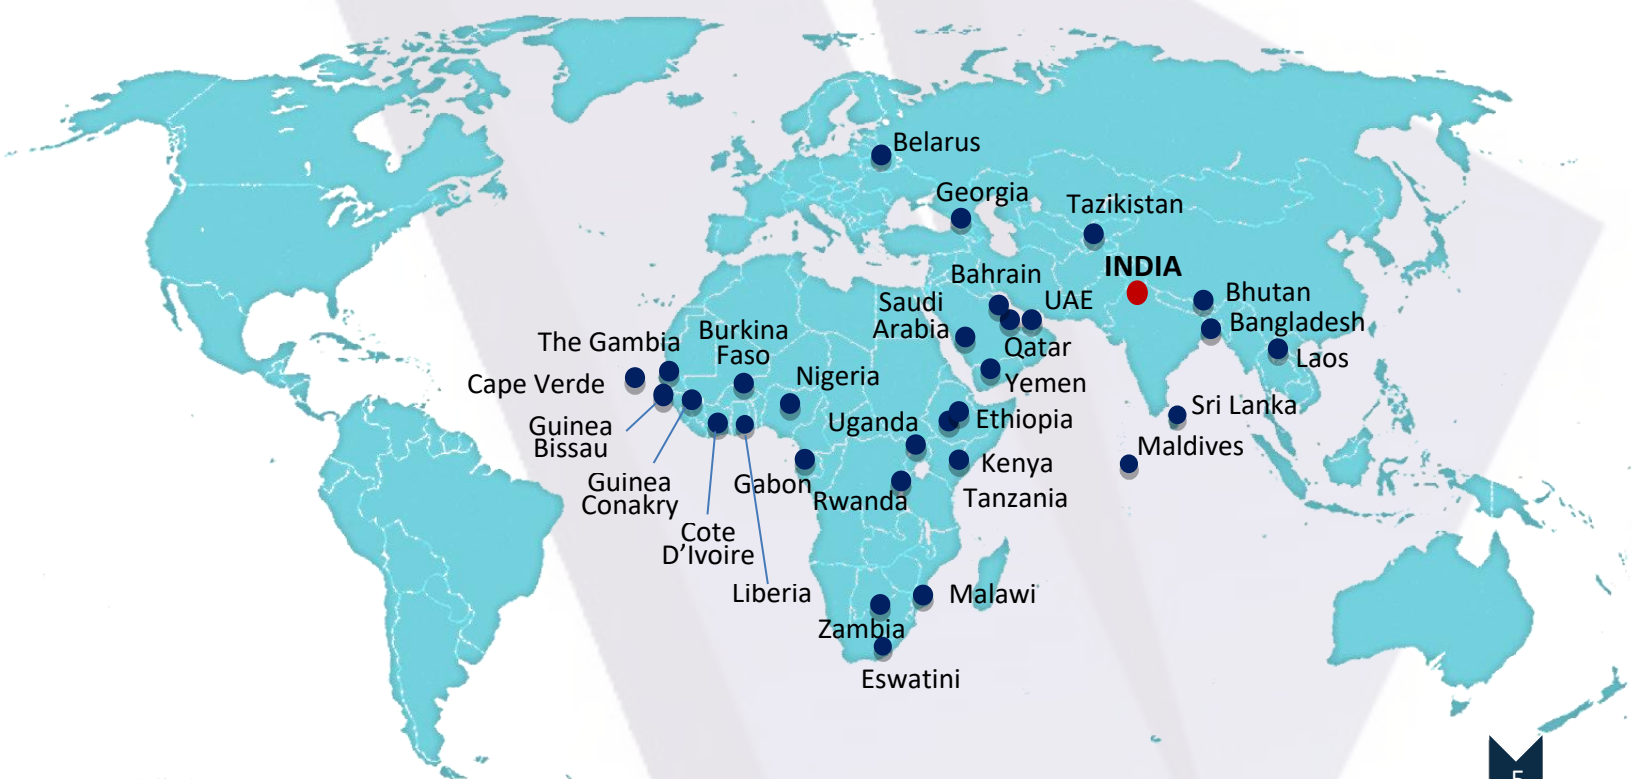 Belarus
Georgia
Tazikistan
INDIA
Bahrain
UAE
Bhutan
Saudi
Arabia
Bangladesh
Qatar
Laos
The Gambia
Burkina
Faso
Cape Verde
Nigeria
Yemen
Sri Lanka
Uganda
Ethiopia
Guinea
Bissau
Maldives
Kenya
Guinea
Conakry
Gabon
Rwanda
Tanzania
Cote
D’Ivoire
Liberia
Malawi
Zambia
Eswatini
5